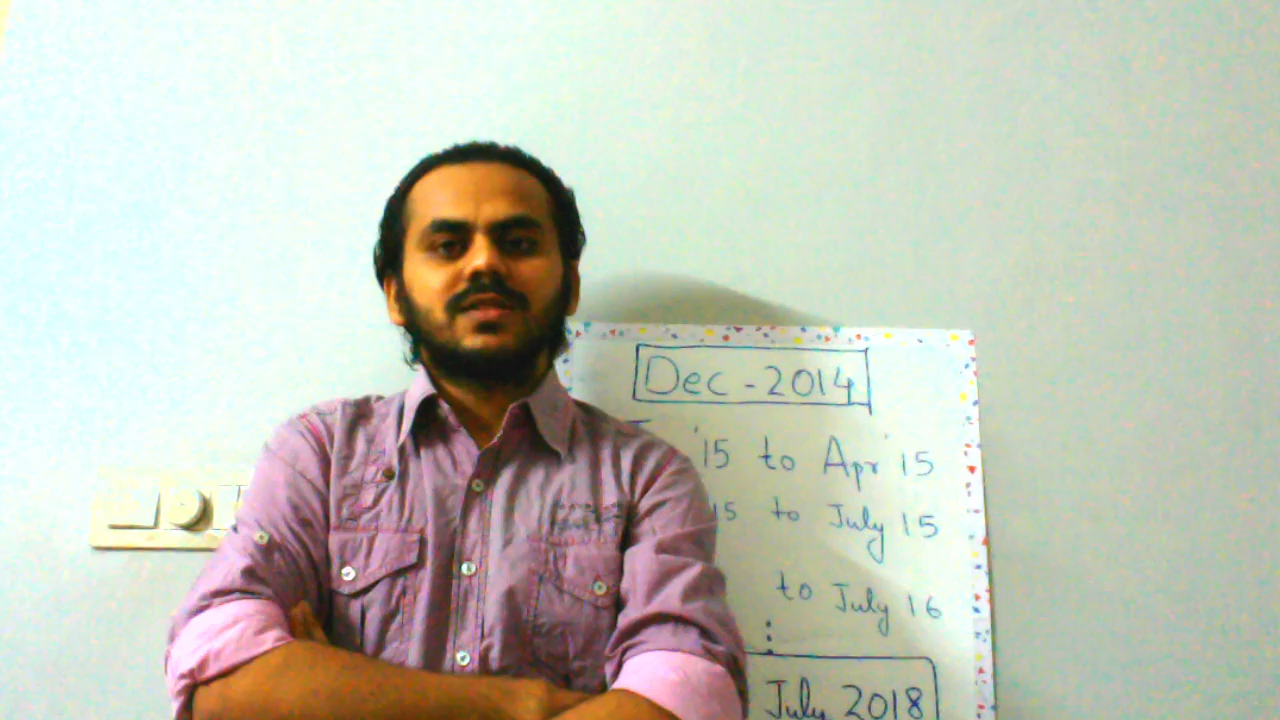 Dec - 2014
'15 to Apr '15
15 to July 15
to July 16
July 2018